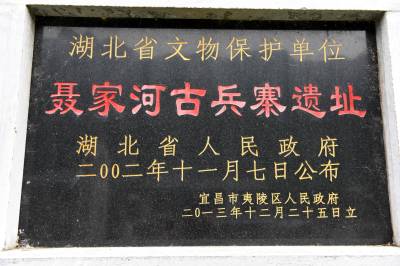 湖北省文物保护单位
聂家河古兵寨遗址
湖北省人民政府
二00二年十一月七日公布
宜昌市夷陵区人民政府
二0一三年十二月二十五日立